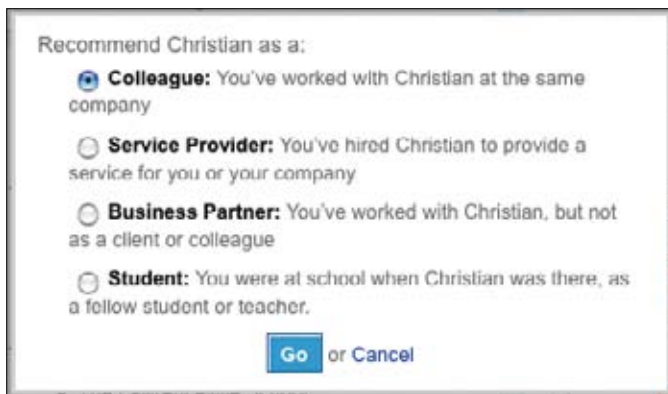 Recommend Christian as a:
Colleague: You've worked with Christian at the same
company
Service Provider: You've hired Christian to provide a
service for you or your company
Business Partner: You've worked with Christian, but not
as a client or colleague
Student: You were at school when Christian was there, as
a fellow student or teacher.
Go or Cancel